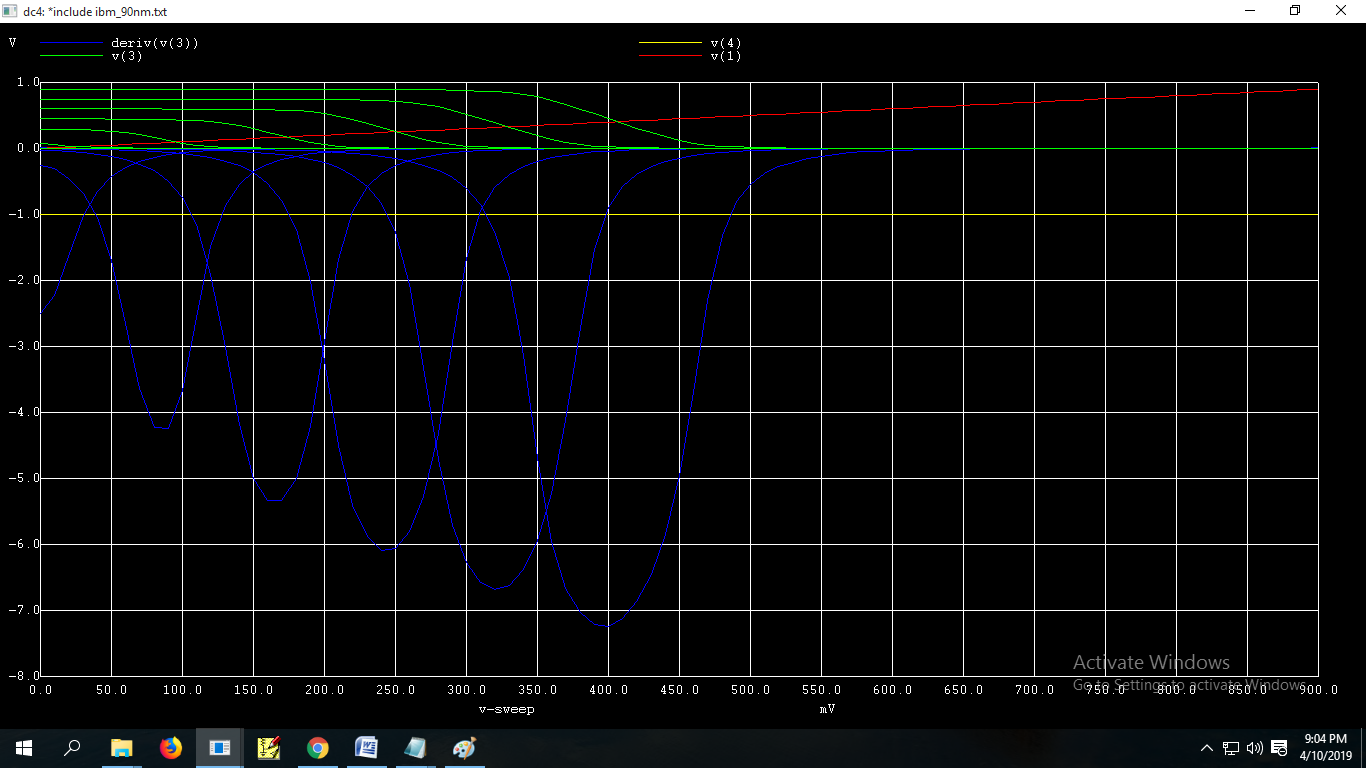 dc4: *include ibm_90nm.txt
V deriv(v(3)) v(4)
v(3) v(1)
1.0
0.0
-1.0
-2.0
-3.0
-4.0
-5.0
-6.0
-7.0
-8.0
0.0 50.0 100.0 150.0 200.0 250.0 300.0 350.0 400.0 450.0 500.0 550.0 600.0 650.0 700.0 750.0 800.0 850.0 900.0
v-sweep mV
Activate Windows
Go to Settings to activate Windows.
9:04 PM
4/10/2019